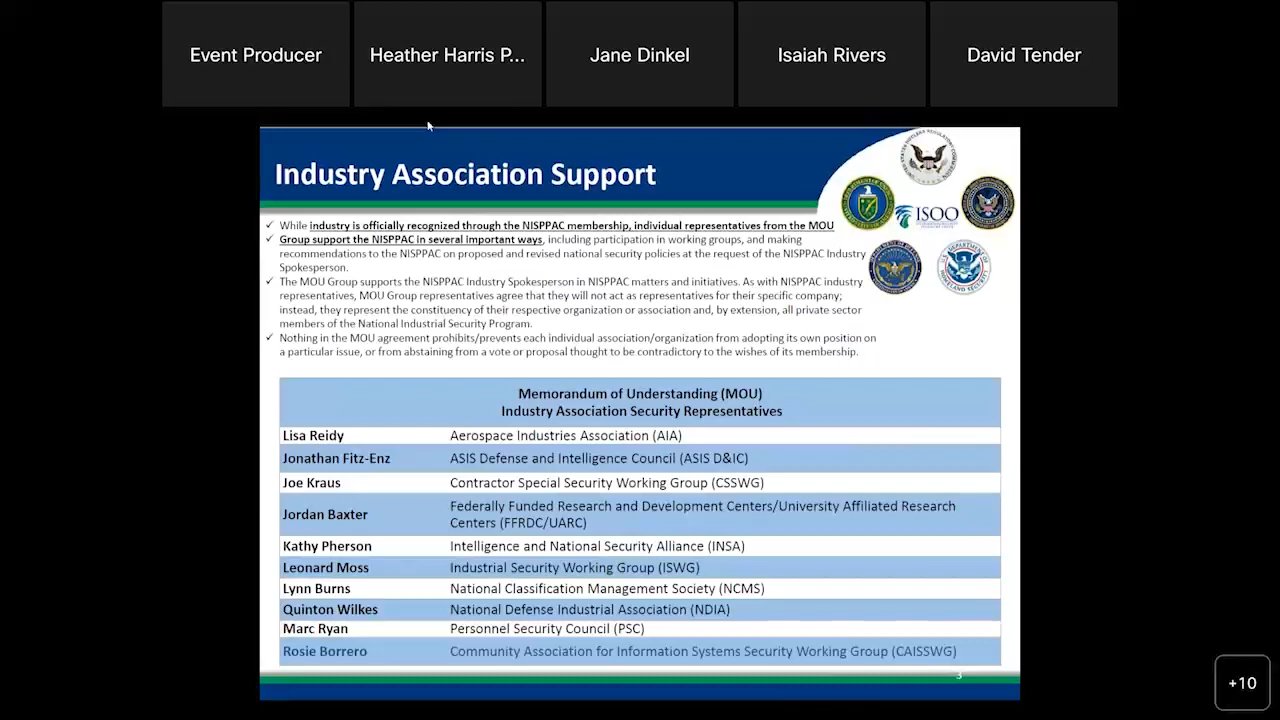 Event Producer
Heather Harris P...
Jane Dinkel
Isaiah Rivers
David Tender
Industry Association Support
ISOO
✓ While industry is officially recognized through the NISPPAC membership, individual representatives from the MOU
✓ Group support the NISPPAC in several important ways, including participation in working groups, and making
recommendations to the NISPPAC on proposed and revised national security policies at the request of the NISPPAC Industry
Spokesperson.
✓ The MOU Group supports the NISPPAC Industry Spokesperson in NISPPAC matters and initiatives. As with NISPPAC industry
representatives, MOU Group representatives agree that they will not act as representatives for their specific company;
instead, they represent the constituency of their respective organization or association and, by extension, all private sector
members of the National Industrial Security Program.
✓ Nothing in the MOU agreement prohibits/prevents each individual association/organization from adopting its own position on
a particular issue, or from abstaining from a vote or proposal thought to be contradictory to the wishes of its membership.
Memorandum of Understanding (MOU)
Industry Association Security Representatives
Lisa Reidy Aerospace Industries Association (AIA)
Jonathan Fitz-Enz ASIS Defense and Intelligence Council (ASIS D&IC)
Joe Kraus Contractor Special Security Working Group (CSSWG)
Jordan Baxter Federally Funded Research and Development Centers/University Affiliated Research
Centers (FFRDC/UARC)
Kathy Pherson Intelligence and National Security Alliance (INSA)
Leonard Moss Industrial Security Working Group (ISWG)
Lynn Burns National Classification Management Society (NCMS)
Quinton Wilkes National Defense Industrial Association (NDIA)
Marc Ryan Personnel Security Council (PSC)
Rosie Borrero Community Association for Information Systems Security Working Group (CAISSWG)
3
+10